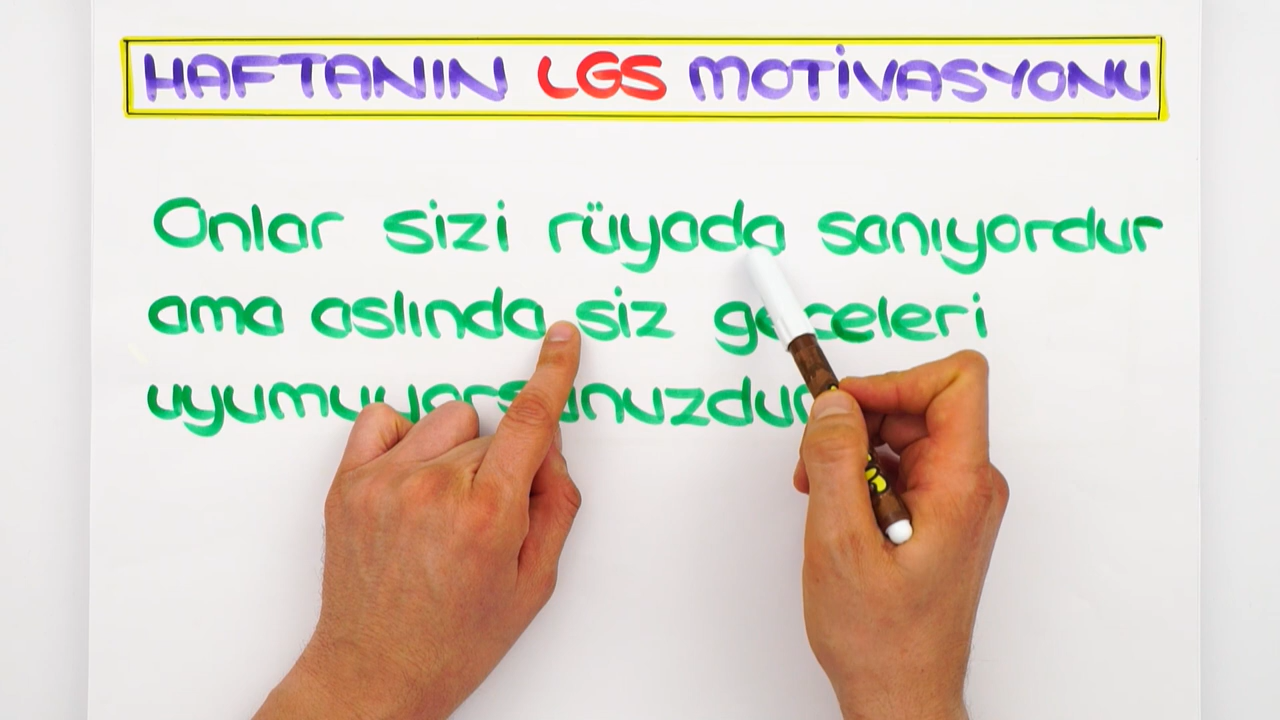 HAFTANIN LGS MOTİVASYONU
Onlar sizi rüyada sanıyordur
ama aslında siz geceleri
uyumuyorsunuzdur